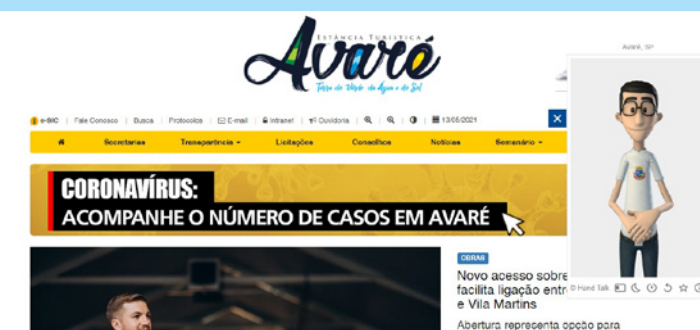 ESTÂNCIA TURÍSTICA
Avaré
Terra do Verde, da Água e do Sol
Avaré, SP
e-SIC | Fale Conosco | Busca | Protocolos | E-mail | Intranet | Ouvidoria | 13/05/2021
Secretarias Transparência Licitações Conselhos Notícias Semanário
CORONAVÍRUS:
ACOMPANHE O NÚMERO DE CASOS EM AVARÉ
OBRAS
Novo acesso sobre
facilita ligação entr
e Vila Martins
Abertura representa opção para
© Hand Talk